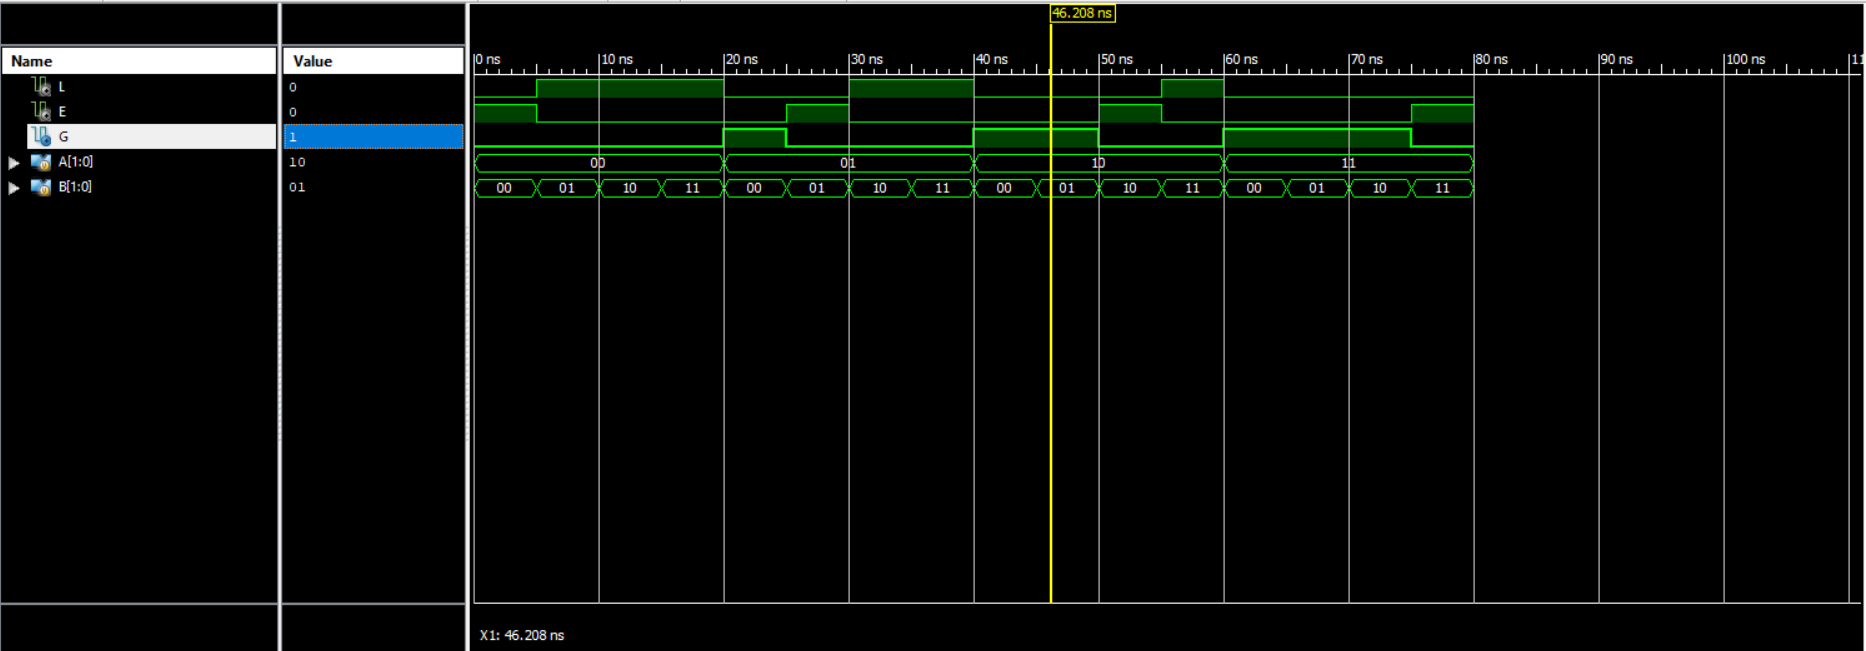 46.208 ns
Name Value
0 ns 10 ns 20 ns 30 ns 40 ns 50 ns 60 ns 70 ns 80 ns 90 ns 100 ns 11
L 0
E 0
G 1
A[1:0] 10 00 01 10 11
B[1:0] 01 00 01 10 11 00 01 10 11 00 01 10 11 00 01 10 11
X1: 46.208 ns